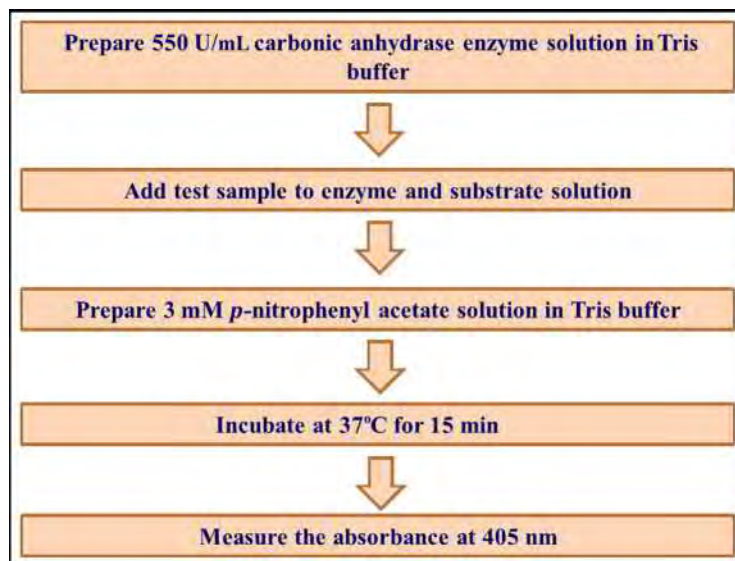 Prepare 550 U/mL carbonic anhydrase enzyme solution in Tris
buffer
Add test sample to enzyme and substrate solution
Prepare 3 mM p-nitrophenyl acetate solution in Tris buffer
Incubate at 37ºC for 15 min
Measure the absorbance at 405 nm